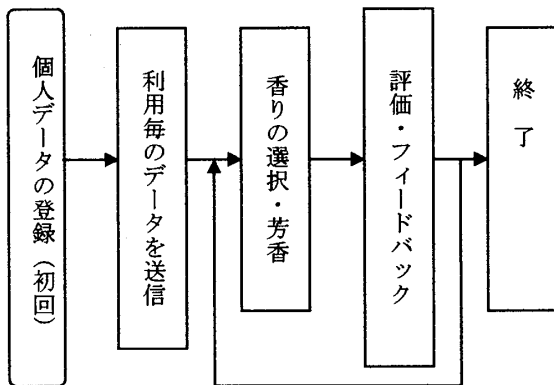 個人データの登録（初回）
利用毎のデータを送信
香りの選択・芳香
評価・フィードバック
終了